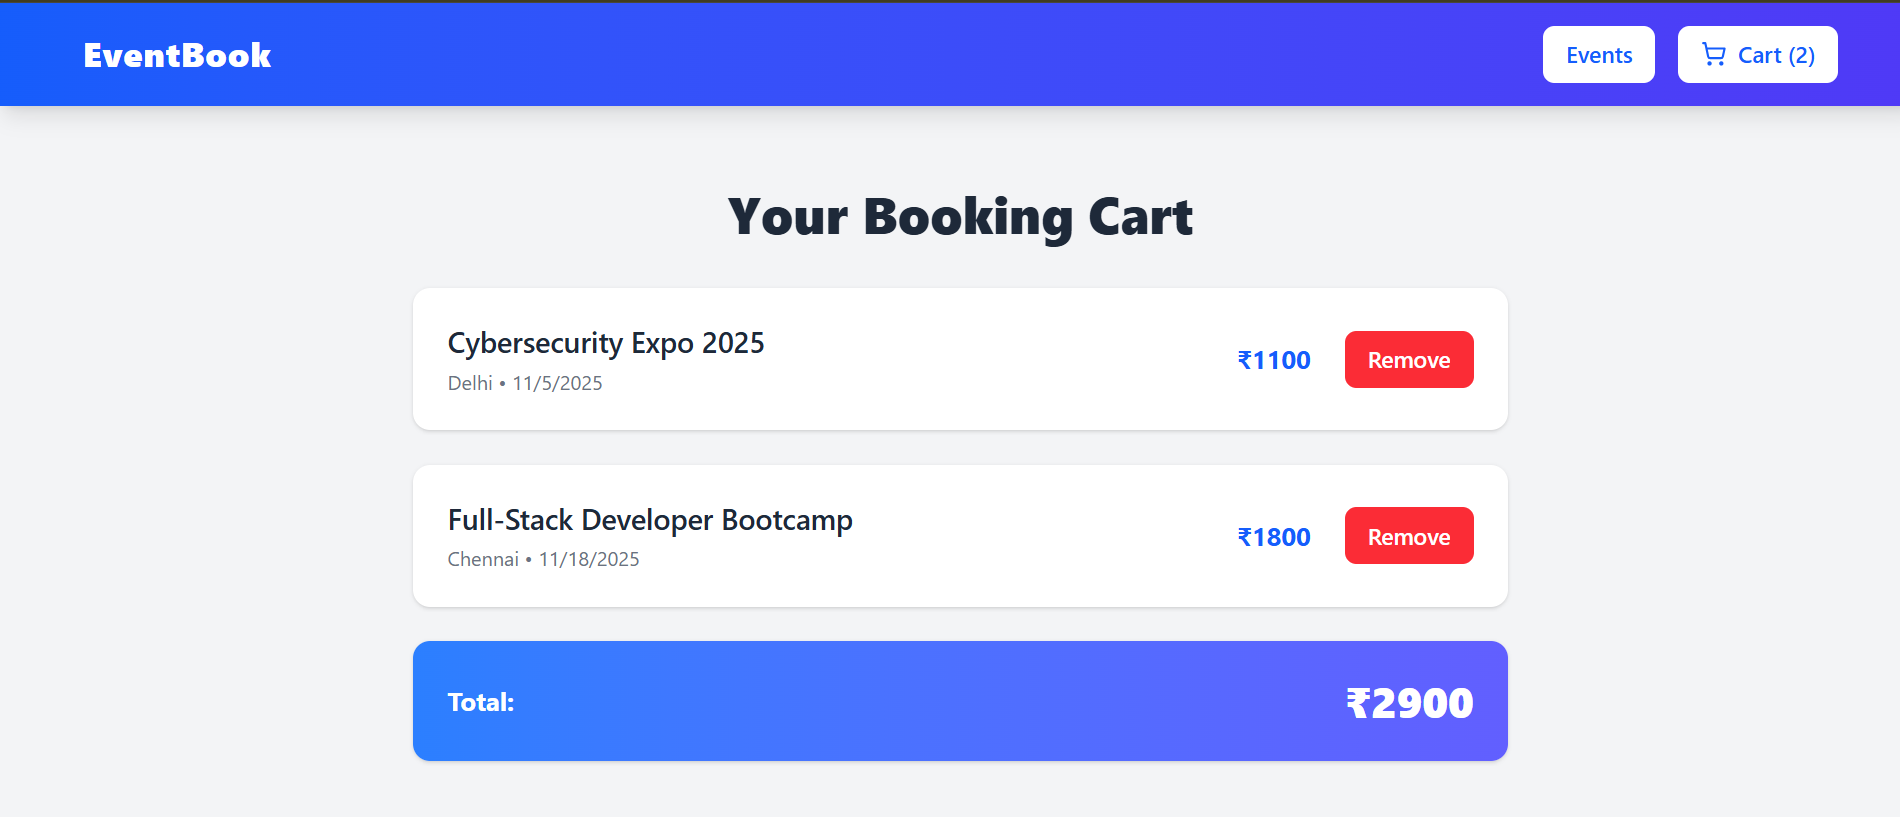 EventBook
Events
Cart (2)
Your Booking Cart
Cybersecurity Expo 2025
Delhi • 11/5/2025
₹1100
Remove
Full-Stack Developer Bootcamp
Chennai • 11/18/2025
₹1800
Remove
Total:
₹2900